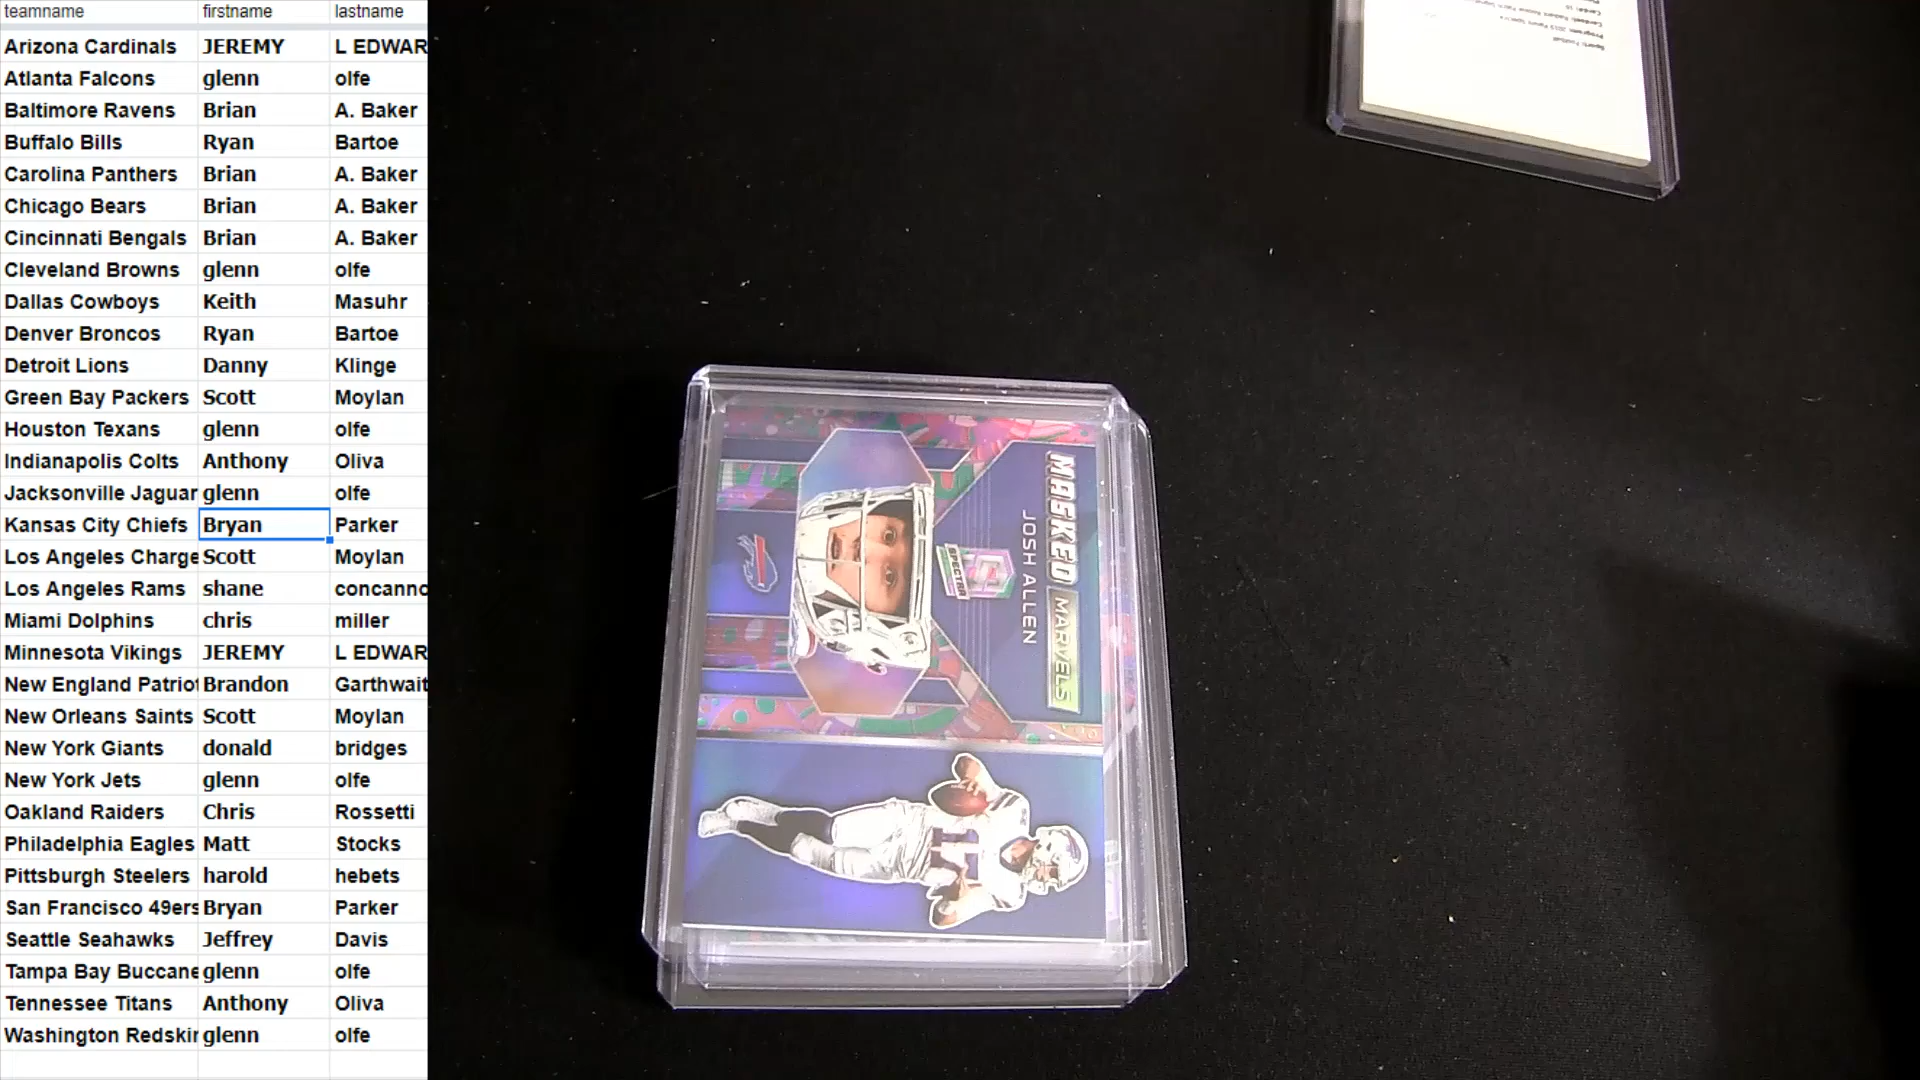 teamname firstname lastname
Arizona Cardinals JEREMY L EDWAR
Atlanta Falcons glenn olfe
Baltimore Ravens Brian A. Baker
Buffalo Bills Ryan Bartoe
Carolina Panthers Brian A. Baker
Chicago Bears Brian A. Baker
Cincinnati Bengals Brian A. Baker
Cleveland Browns glenn olfe
Dallas Cowboys Keith Masuhr
Denver Broncos Ryan Bartoe
Detroit Lions Danny Klinge
Green Bay Packers Scott Moylan
Houston Texans glenn olfe
Indianapolis Colts Anthony Oliva
Jacksonville Jaguar glenn olfe
Kansas City Chiefs Bryan Parker
Los Angeles Charge Scott Moylan
Los Angeles Rams shane concanno
Miami Dolphins chris miller
Minnesota Vikings JEREMY L EDWAR
New England Patriot Brandon Garthwait
New Orleans Saints Scott Moylan
New York Giants donald bridges
New York Jets glenn olfe
Oakland Raiders Chris Rossetti
Philadelphia Eagles Matt Stocks
Pittsburgh Steelers harold hebets
San Francisco 49ers Bryan Parker
Seattle Seahawks Jeffrey Davis
Tampa Bay Buccane glenn olfe
Tennessee Titans Anthony Oliva
Washington Redskin glenn olfe
MASKED MARVELS
JOSH ALLEN
SPECTRA
17
Sport: Football